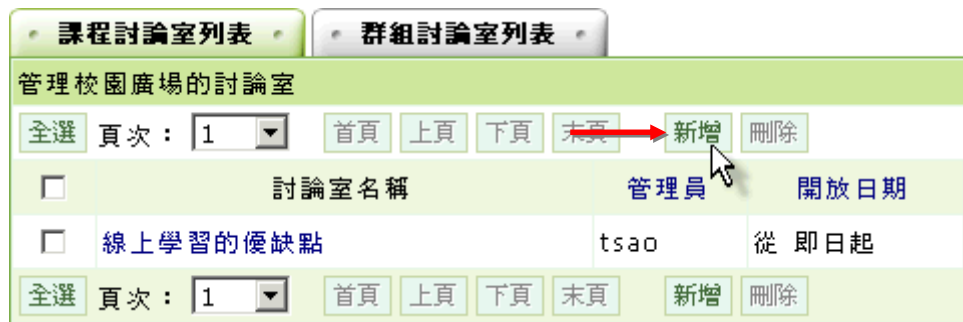 課程討論室列表 群組討論室列表
管理校園廣場的討論室
全選 頁次： 1 首頁 上頁 下頁 末頁 新增 刪除
討論室名稱 管理員 開放日期
線上學習的優缺點 tsao 從 即日起
全選 頁次： 1 首頁 上頁 下頁 末頁 新增 刪除